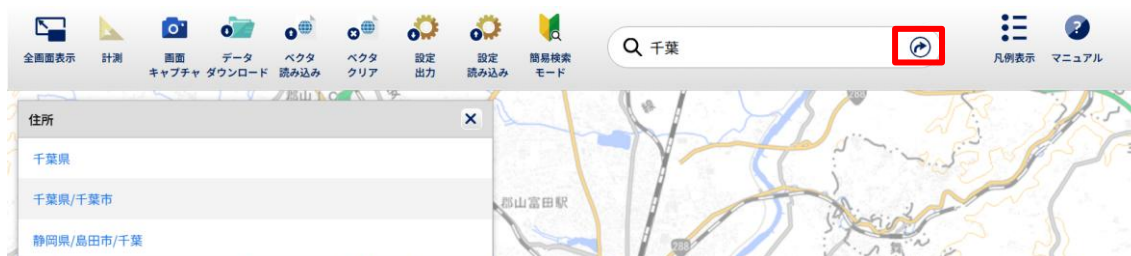 全画面表示
計測
画面
キャプチャ
データ
ダウンロード
ベクタ
読み込み
ベクタ
クリア
設定
出力
設定
読み込み
簡易検索
モード
千葉
凡例表示
マニュアル
住所
千葉県
千葉県/千葉市
静岡県/島田市/千葉
郡山富田駅
288